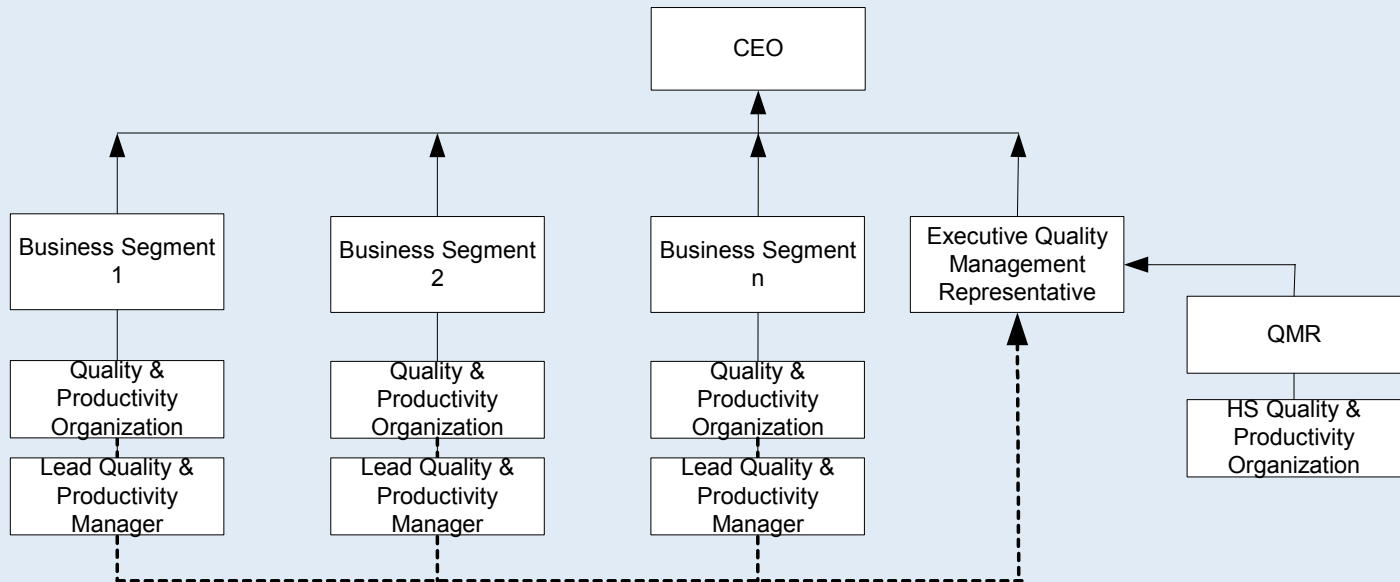 CEO
Business Segment
1
Business Segment
2
Business Segment
n
Executive Quality
Management
Representative
QMR
Quality &
Productivity
Organization
Quality &
Productivity
Organization
Quality &
Productivity
Organization
HS Quality &
Productivity
Organization
Lead Quality &
Productivity
Manager
Lead Quality &
Productivity
Manager
Lead Quality &
Productivity
Manager